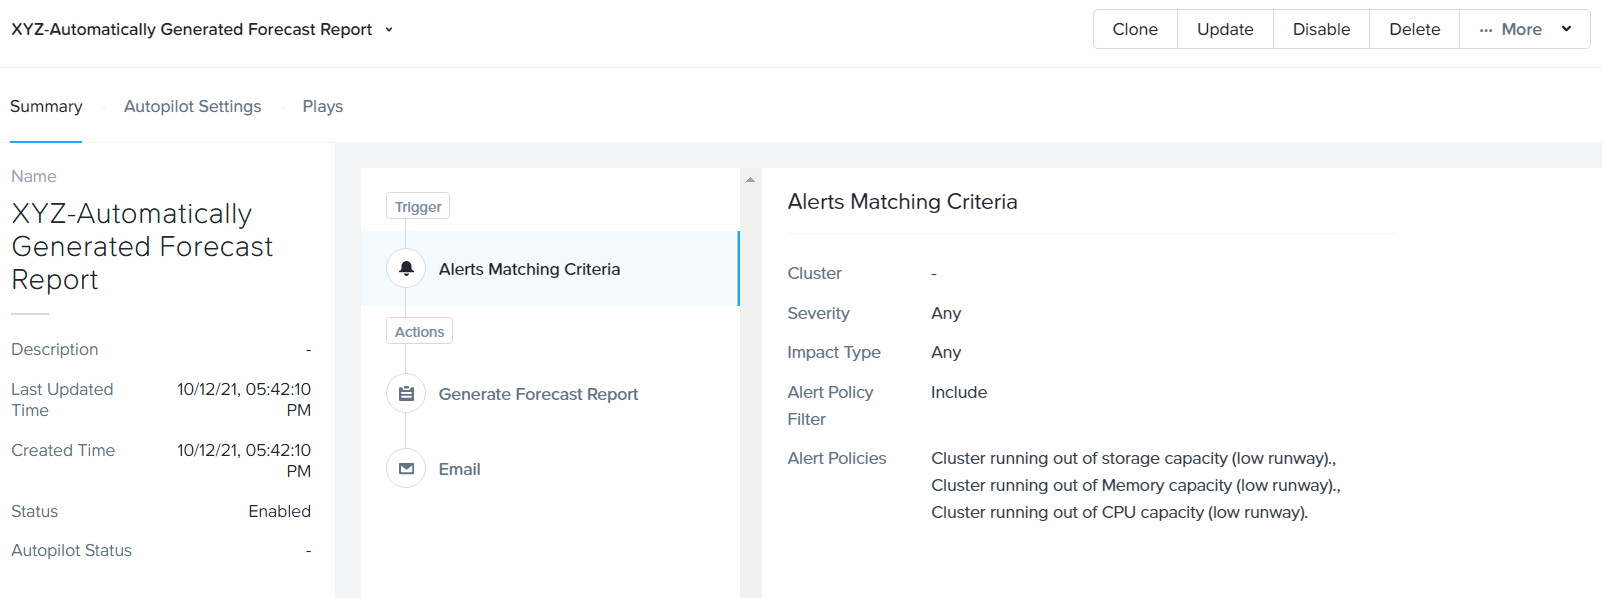 XYZ-Automatically Generated Forecast Report
Clone
Update
Disable
Delete
··· More
Summary
Autopilot Settings
Plays
Name
XYZ-Automatically
Generated Forecast
Report
Description -
Last Updated 10/12/21, 05:42:10
Time PM
Created Time 10/12/21, 05:42:10
PM
Status Enabled
Autopilot Status -
Trigger
Alerts Matching Criteria
Actions
Generate Forecast Report
Email
Alerts Matching Criteria
Cluster -
Severity Any
Impact Type Any
Alert Policy Include
Filter
Alert Policies Cluster running out of storage capacity (low runway).,
Cluster running out of Memory capacity (low runway).,
Cluster running out of CPU capacity (low runway).